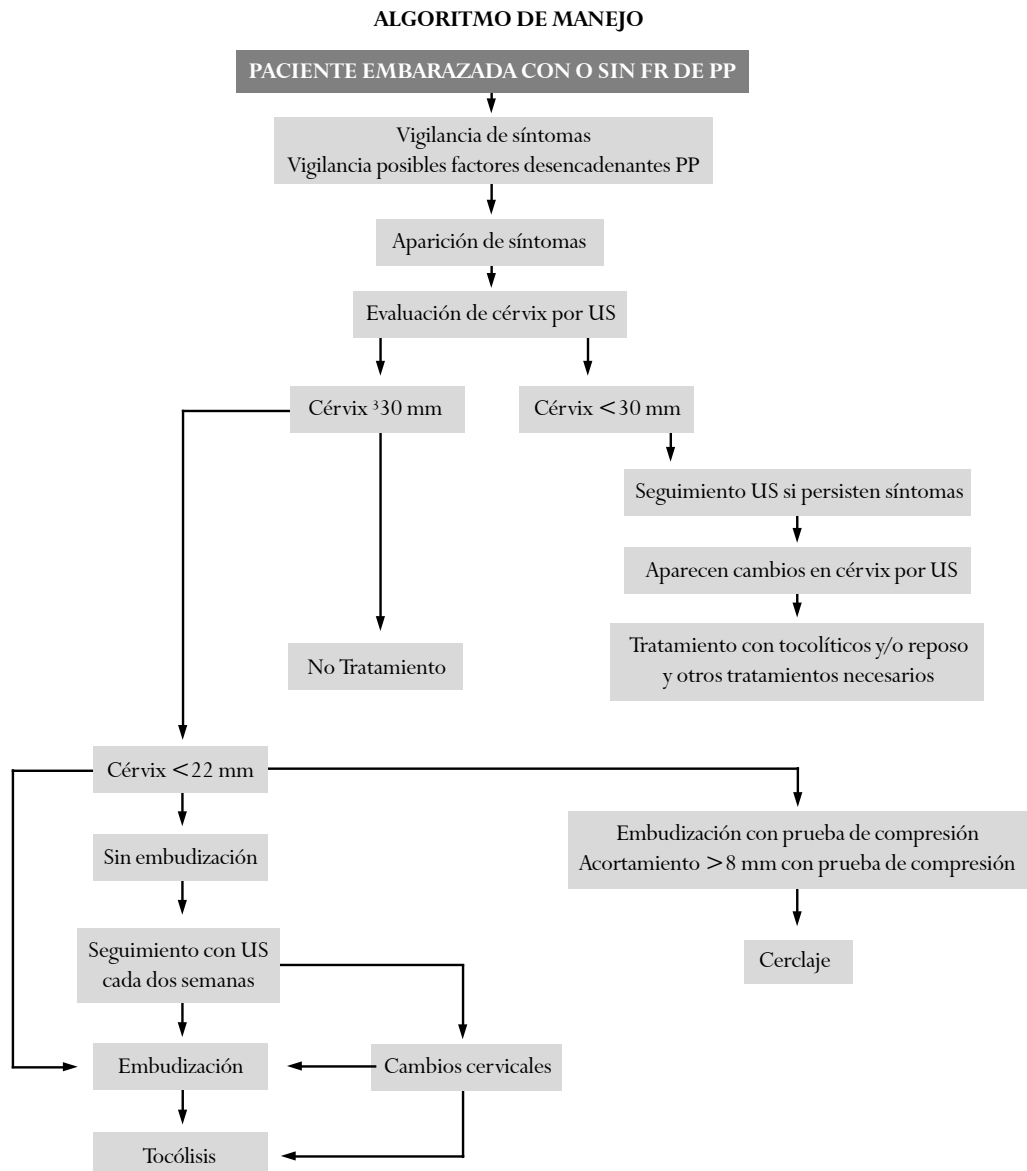 ALGORITMO DE MANEJO
PACIENTE EMBARAZADA CON O SIN FR DE PP
Vigilancia de síntomas
Vigilancia posibles factores desencadenantes PP
Aparición de síntomas
Evaluación de cérvix por US
Cérvix ³30 mm
Cérvix <30 mm
Seguimiento US si persisten síntomas
Aparecen cambios en cérvix por US
Tratamiento con tocolíticos y/o reposo
y otros tratamientos necesarios
No Tratamiento
Cérvix <22 mm
Sin embudización
Embudización con prueba de compresión
Acortamiento >8 mm con prueba de compresión
Seguimiento con US
cada dos semanas
Cerclaje
Embudización
Cambios cervicales
Tocólisis